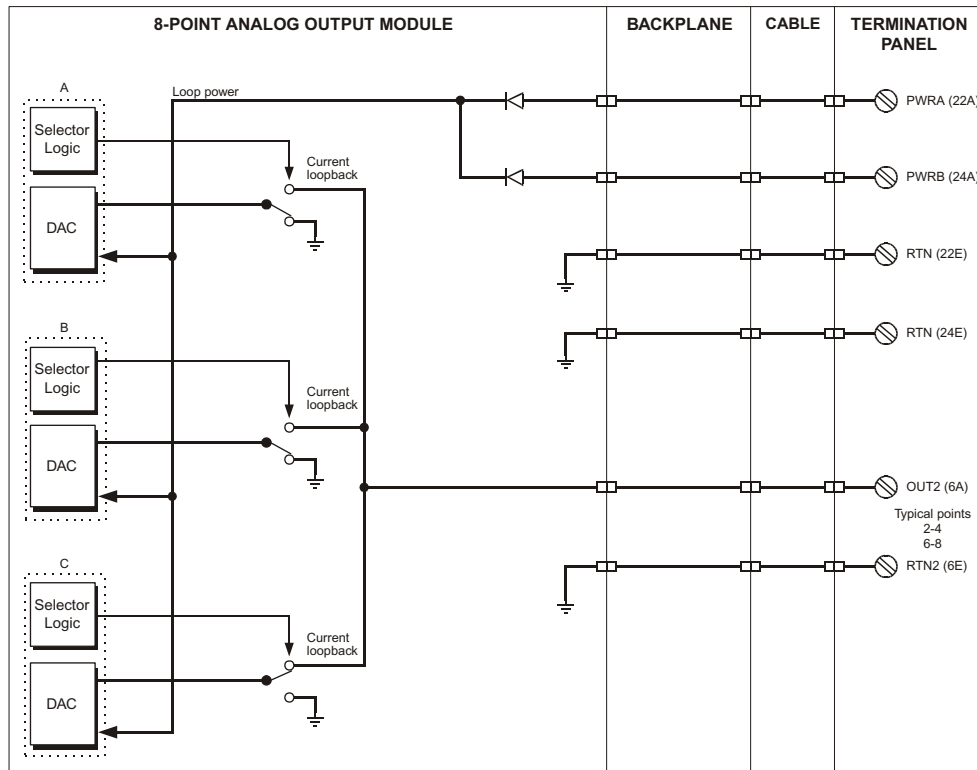 8-POINT ANALOG OUTPUT MODULE
BACKPLANE
CABLE
TERMINATION
PANEL
A
Loop power
PWRA (22A)
Selector
Logic
Current
loopback
PWRB (24A)
DAC
RTN (22E)
B
RTN (24E)
Selector
Logic
Current
loopback
DAC
OUT2 (6A)
Typical points
2-4
6-8
C
RTN2 (6E)
Selector
Logic
Current
loopback
DAC